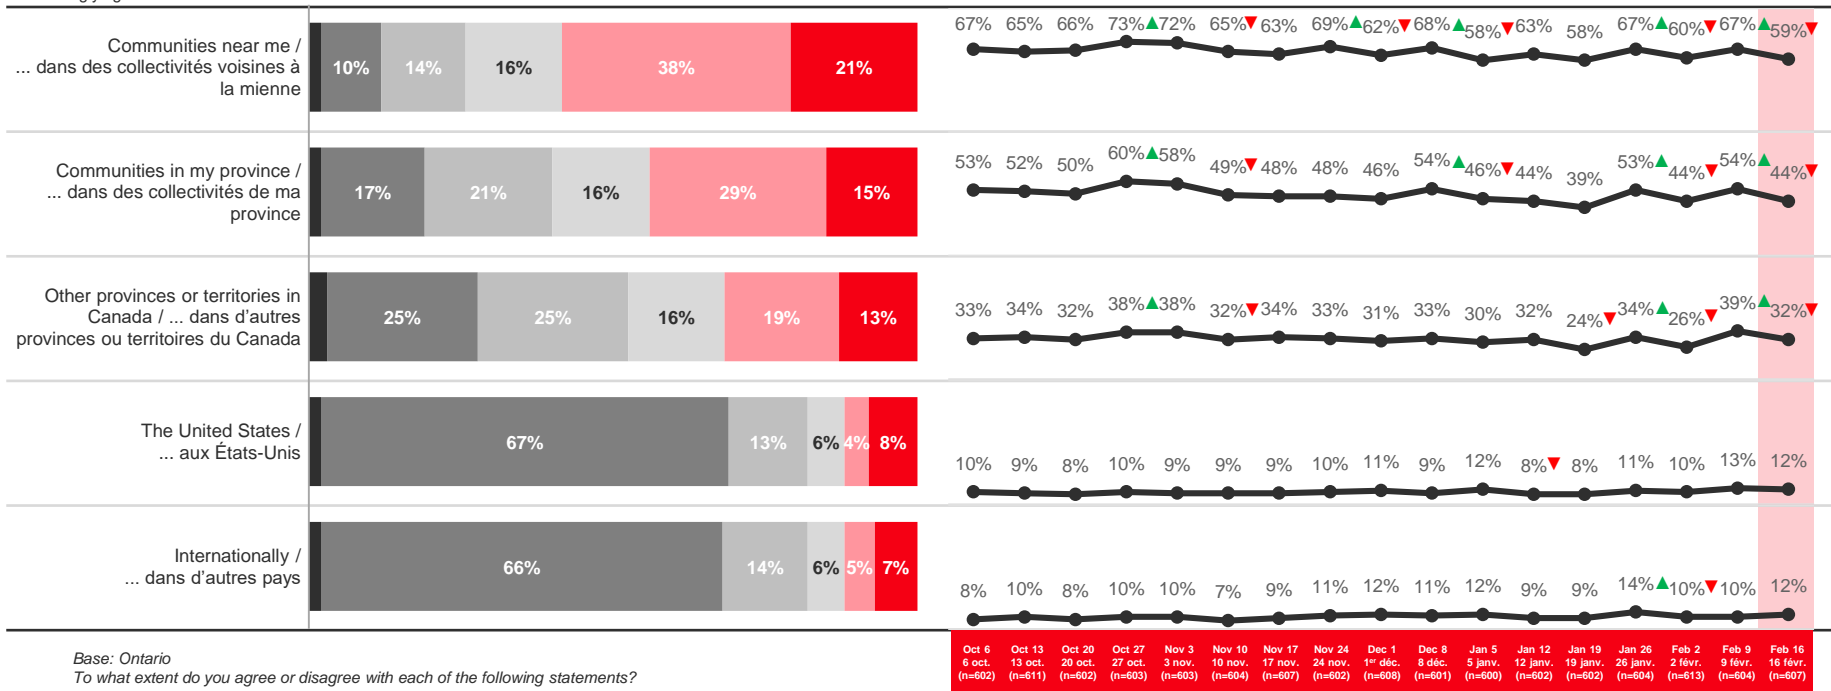 Communities near me /
... dans des collectivités voisines à
la mienne
10% 14% 16% 38% 21%
67% 65% 66% 73% ▲ 72% 65% ▼ 63% 69% ▲ 62% ▼ 68% ▲ 58% ▼ 63% 58% 67% ▲ 60% ▼ 67% ▲ 59% ▼
Communities in my province /
... dans des collectivités de ma
province
17% 21% 16% 29% 15%
53% 52% 50% 60% ▲ 58% 49% ▼ 48% 48% 46% 54% ▲ 46% ▼ 44% 39% 53% ▲ 44% ▼ 54% ▲ 44% ▼
Other provinces or territories in
Canada / ... dans d'autres
provinces ou territoires du Canada
25% 25% 16% 19% 13%
33% 34% 32% 38% ▲ 38% 32% ▼ 34% 33% 31% 33% 30% 32% 24% ▼ 34% ▲ 26% ▼ 39% ▲ 32% ▼
The United States /
... aux États-Unis
67% 13% 6% 4% 8%
10% 9% 8% 10% 9% 9% 9% 10% 11% 9% 12% 8% ▼ 8% 11% 10% 13% 12%
Internationally /
... dans d'autres pays
66% 14% 6% 5% 7%
8% 10% 8% 10% 10% 7% 9% 11% 12% 11% 12% 9% 9% 14% ▲ 10% ▼ 10% 12%
Oct 6 Oct 13 Oct 20 Oct 27 Nov 3 Nov 10 Nov 17 Nov 24 Dec 1 Dec 8 Jan 5 Jan 12 Jan 19 Jan 26 Feb 2 Feb 9 Feb 16
6 oct. 13 oct. 20 oct. 27 oct. 3 nov. 10 nov. 17 nov. 24 nov. 1er déc. 8 déc. 5 janv. 12 janv. 19 janv. 26 janv. 2 févr. 9 févr. 16 févr.
(n=602) (n=611) (n=602) (n=603) (n=603) (n=604) (n=607) (n=602) (n=608) (n=601) (n=600) (n=602) (n=602) (n=604) (n=613) (n=604) (n=607)
Base: Ontario
To what extent do you agree or disagree with each of the following statements?